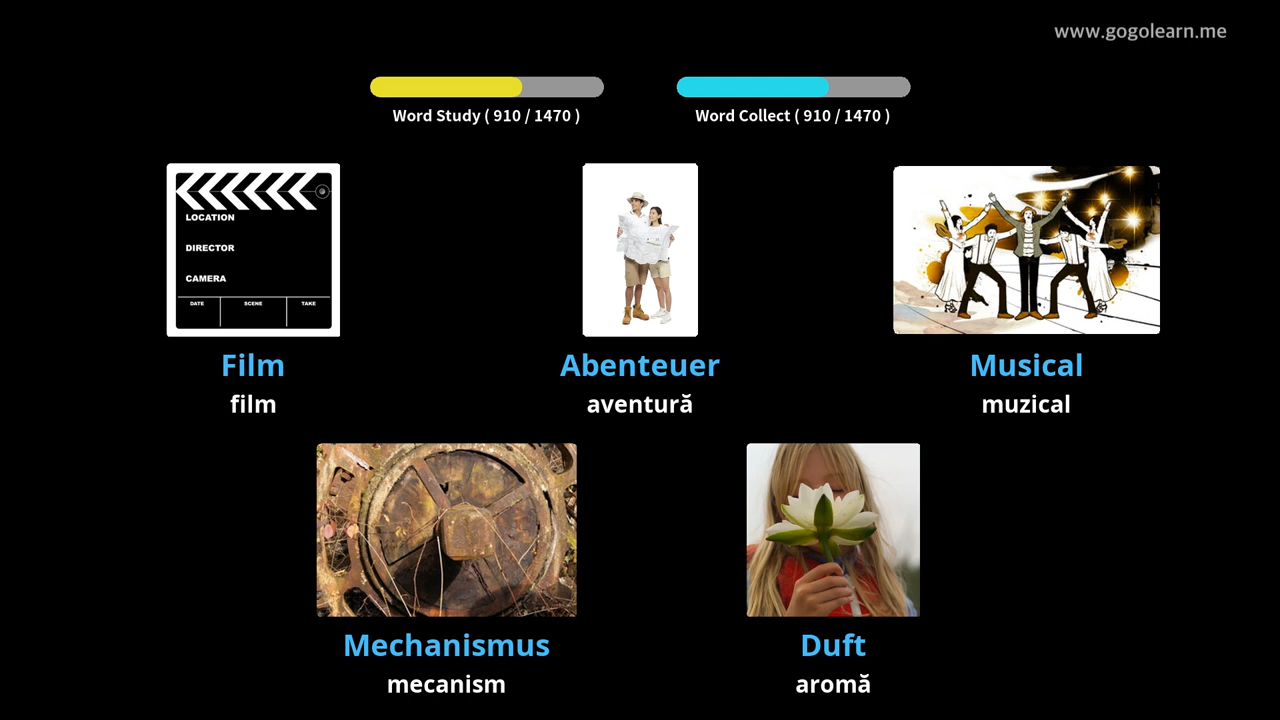 www.gogolearn.me
Word Study ( 910 / 1470 )
Word Collect ( 910 / 1470 )
LOCATION
DIRECTOR
CAMERA
DATE SCENE TAKE
Film
film
Abenteuer
aventură
Musical
muzical
Mechanismus
mecanism
Duft
aromă